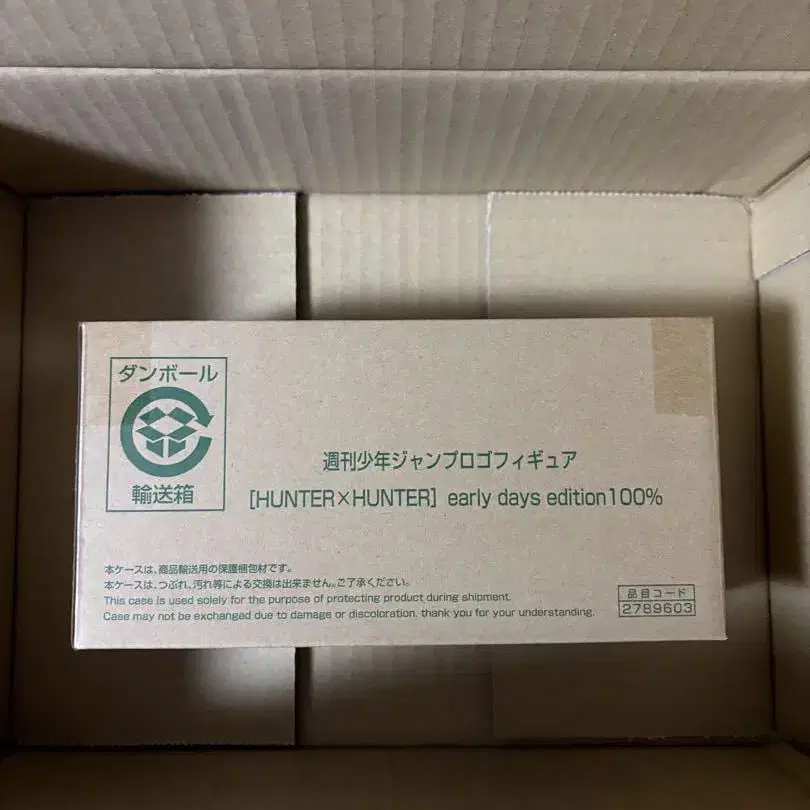 ダンボール
輸送箱
週刊少年ジャンプロゴフィギュア
[HUNTER×HUNTER] early days edition100%
本ケースは、商品輸送用の保護梱包材です。
本ケースは、つぶれ、汚れ等による交換は出来ません。ご了承ください。
This case is used solely for the purpose of protecting product during shipment.
Case may not be exchanged due to damage or discoloration. thank you for your understanding.
品目コード
2789603